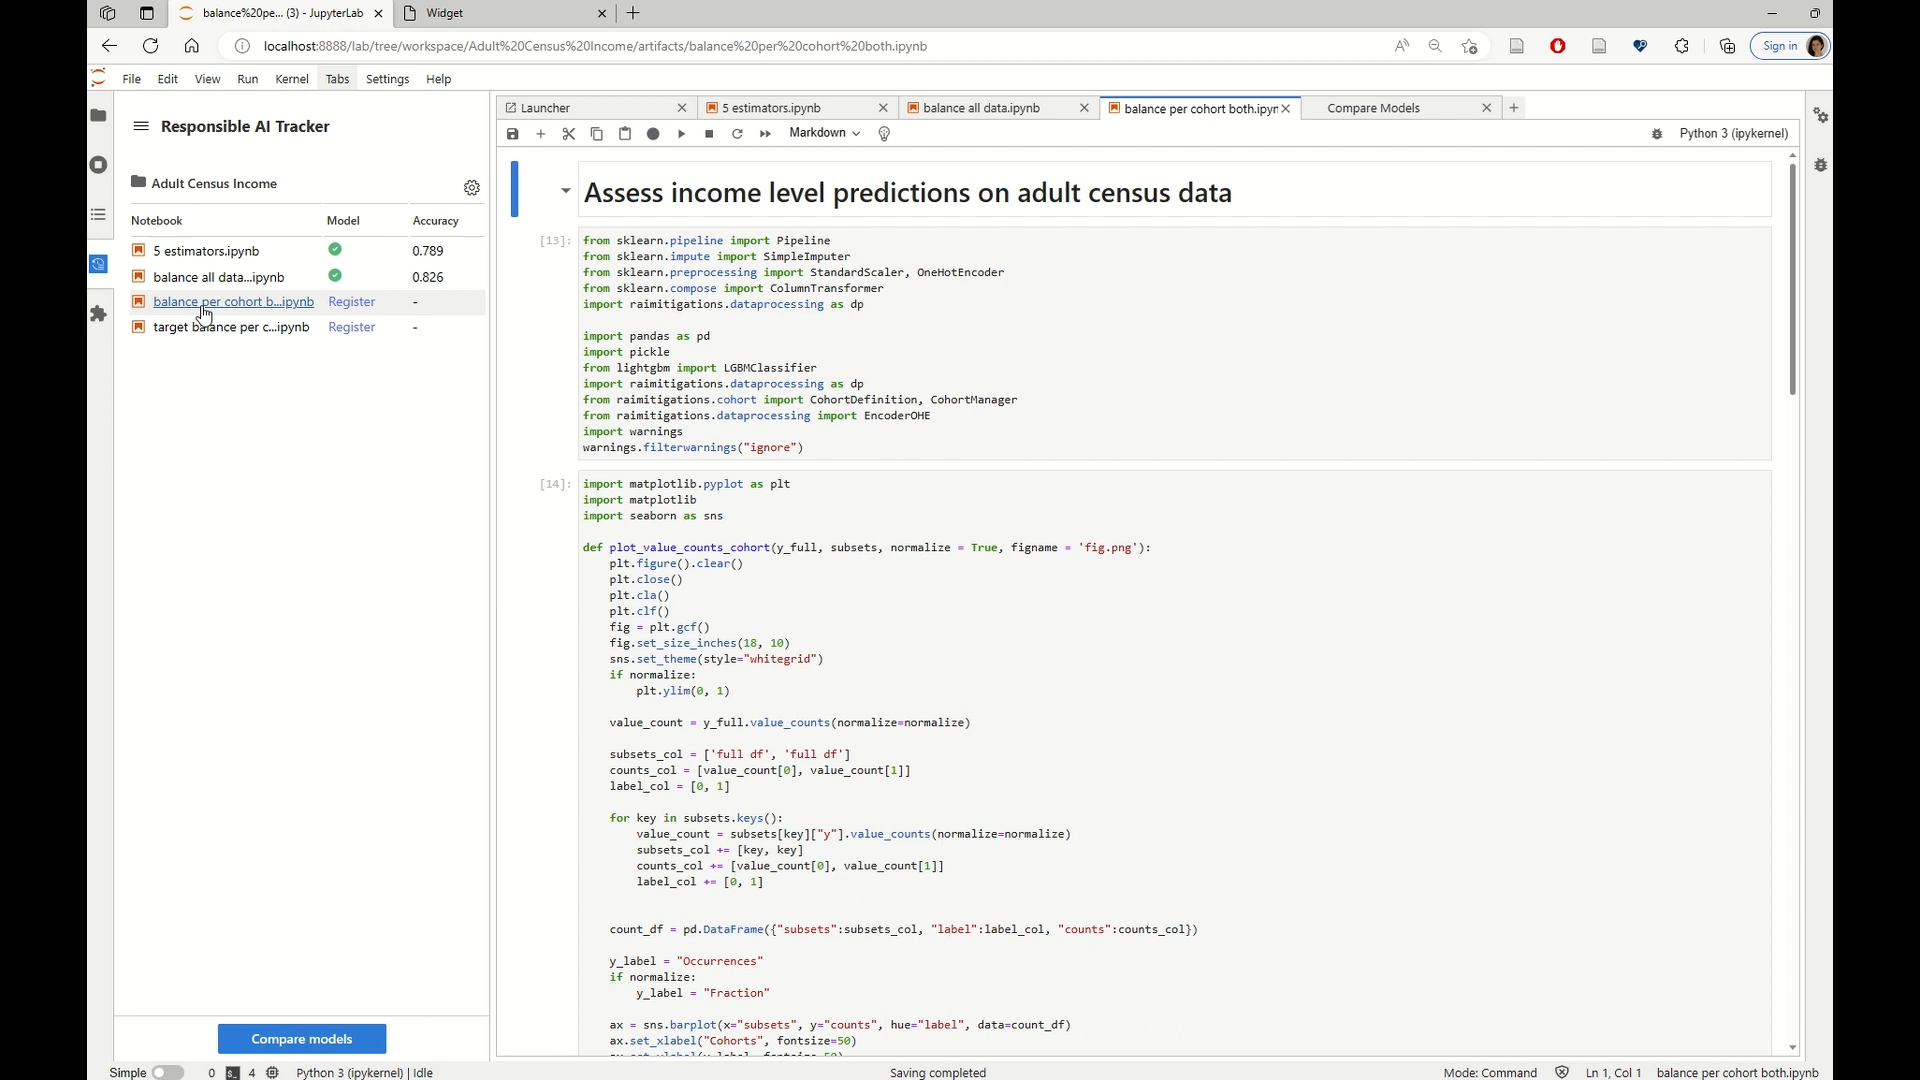 balance%20pe... (3) - JupyterLab
Widget
localhost:8888/lab/tree/workspace/Adult%20Census%20Income/artifacts/balance%20per%20cohort%20both.ipynb
Sign in
File Edit View Run Kernel Tabs Settings Help
Responsible AI Tracker
Adult Census Income
Notebook Model Accuracy
5 estimators.ipynb 0.789
balance all data...ipynb 0.826
balance per cohort b...ipynb Register -
target balance per c...ipynb Register -
Compare models
Launcher
5 estimators.ipynb
balance all data.ipynb
balance per cohort both.ipyn
Compare Models
Markdown
Python 3 (ipykernel)
Assess income level predictions on adult census data
[13]:
from sklearn.pipeline import Pipeline
from sklearn.impute import SimpleImputer
from sklearn.preprocessing import StandardScaler, OneHotEncoder
from sklearn.compose import ColumnTransformer
import raimitigations.dataprocessing as dp
import pandas as pd
import pickle
from lightgbm import LGBMClassifier
import raimitigations.dataprocessing as dp
from raimitigations.cohort import CohortDefinition, CohortManager
from raimitigations.dataprocessing import EncoderOHE
import warnings
warnings.filterwarnings("ignore")
[14]:
import matplotlib.pyplot as plt
import matplotlib
import seaborn as sns
def plot_value_counts_cohort(y_full, subsets, normalize = True, figname = 'fig.png'):
plt.figure().clear()
plt.close()
plt.cla()
plt.clf()
fig = plt.gcf()
fig.set_size_inches(18, 10)
sns.set_theme(style="whitegrid")
if normalize:
plt.ylim(0, 1)
value_count = y_full.value_counts(normalize=normalize)
subsets_col = ['full df', 'full df']
counts_col = [value_count[0], value_count[1]]
label_col = [0, 1]
for key in subsets.keys():
value_count = subsets[key]["y"].value_counts(normalize=normalize)
subsets_col += [key, key]
counts_col += [value_count[0], value_count[1]]
label_col += [0, 1]
count_df = pd.DataFrame({"subsets":subsets_col, "label":label_col, "counts":counts_col})
y_label = "Occurrences"
if normalize:
y_label = "Fraction"
ax = sns.barplot(x="subsets", y="counts", hue="label", data=count_df)
ax.set_xlabel("Cohorts", fontsize=50)
Simple 0 4 Python 3 (ipykernel) | Idle
Saving completed
Mode: Command
Ln 1, Col 1
balance per cohort both.ipynb